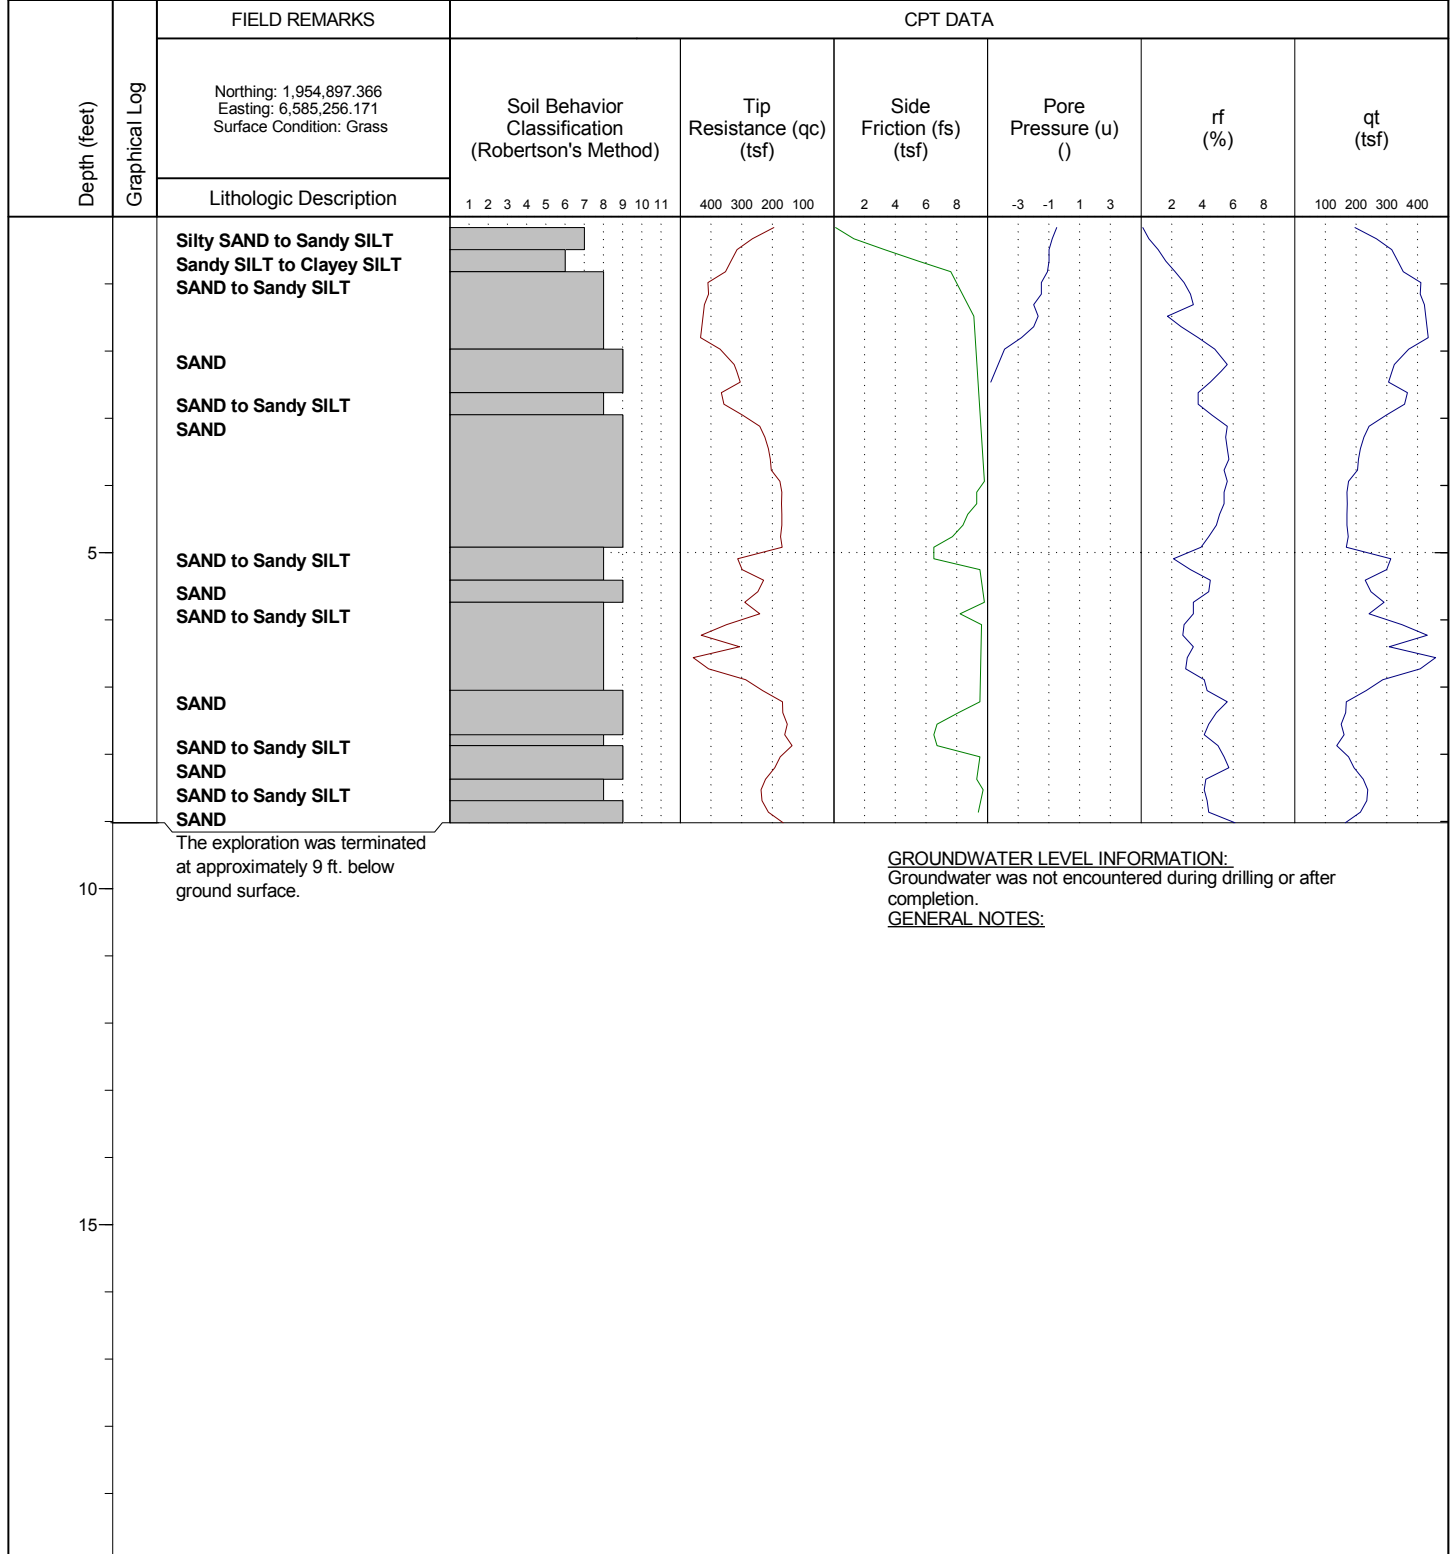 FIELD REMARKS
CPT DATA
Depth (feet)
Graphical Log
Northing: 1,954,897.366
Easting: 6,585,256.171
Surface Condition: Grass
Lithologic Description
Soil Behavior
Classification
(Robertson's Method)
1 2 3 4 5 6 7 8 9 10 11
Tip
Resistance (qc)
(tsf)
400 300 200 100
Side
Friction (fs)
(tsf)
2 4 6 8
Pore
Pressure (u)
()
-3 -1 1 3
rf
(%)
2 4 6 8
qt
(tsf)
100 200 300 400
Silty SAND to Sandy SILT
Sandy SILT to Clayey SILT
SAND to Sandy SILT
SAND
SAND to Sandy SILT
SAND
5
SAND to Sandy SILT
SAND
SAND to Sandy SILT
SAND
SAND to Sandy SILT
SAND
SAND to Sandy SILT
SAND
The exploration was terminated
at approximately 9 ft. below
ground surface.
GROUNDWATER LEVEL INFORMATION:
Groundwater was not encountered during drilling or after
completion.
GENERAL NOTES:
10
15